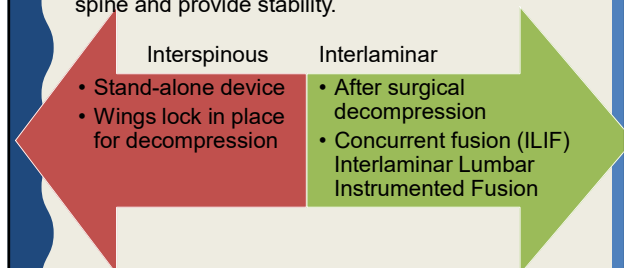 spine and provide stability.
Interspinous
• Stand-alone device
• Wings lock in place
for decompression
Interlaminar
• After surgical
decompression
• Concurrent fusion (ILIF)
Interlaminar Lumbar
Instrumented Fusion